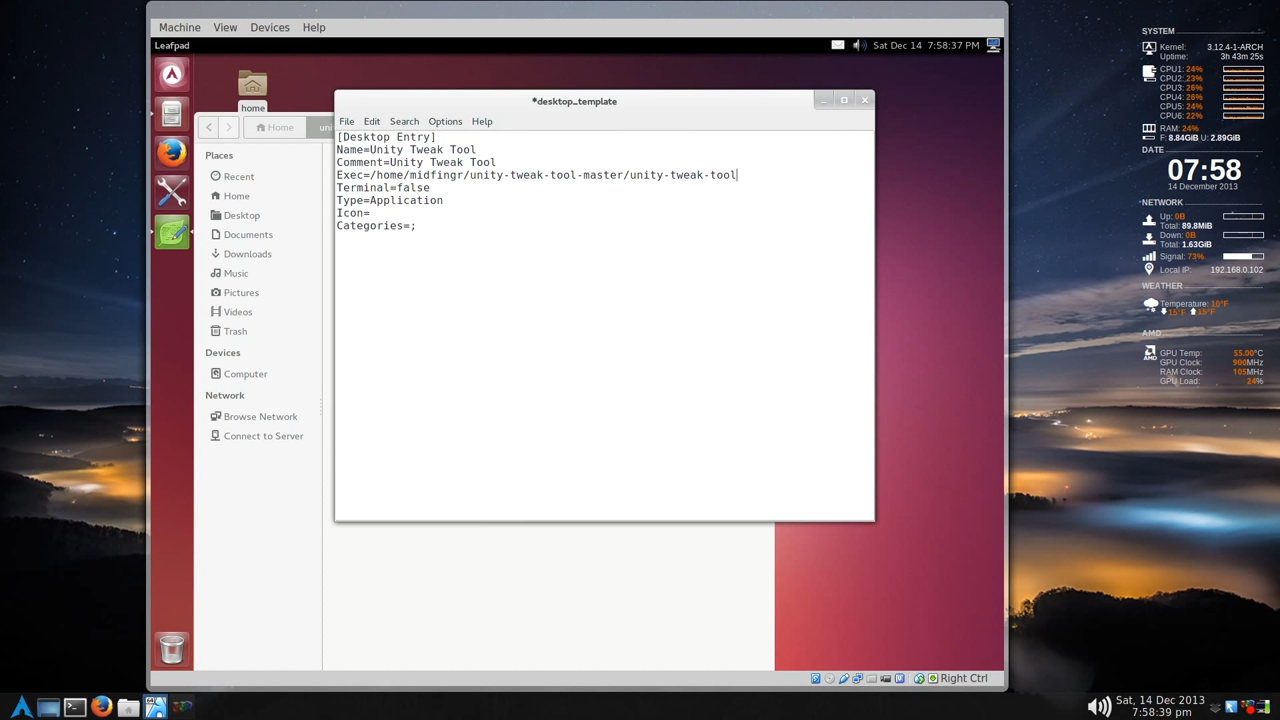 Machine View Devices Help
Leafpad
Sat Dec 14 7:58:37 PM
home
Home
uni
*desktop_template
File Edit Search Options Help
[Desktop Entry]
Name=Unity Tweak Tool
Comment=Unity Tweak Tool
Exec=/home/midfingr/unity-tweak-tool-master/unity-tweak-tool
Terminal=false
Type=Application
Icon=
Categories=;
Places
Recent
Home
Desktop
Documents
Downloads
Music
Pictures
Videos
Trash
Devices
Computer
Network
Browse Network
Connect to Server
Right Ctrl
SYSTEM
Kernel: 3.12.4-1-ARCH
Uptime: 3h 43m 25s
CPU1: 24%
CPU2: 23%
CPU3: 26%
CPU4: 26%
CPU5: 24%
CPU6: 22%
RAM: 24%
F: 8.84GiB U: 2.89GiB
DATE
07:58
14 December 2013
NETWORK
Up: 0B
Total: 89.8MiB
Down: 0B
Total: 1.63GiB
Signal: 73%
Local IP: 192.168.0.102
WEATHER
Temperature: 10°F
15°F 19°F
AMD
AMD
GPU Temp: 55.00°C
GPU Clock: 900MHz
RAM Clock: 105MHz
GPU Load: 24%
64
Sat, 14 Dec 2013
7:58:39 pm